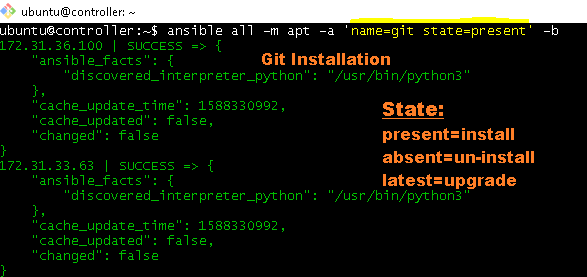 ubuntu@controller: ~
ubuntu@controller:~$ ansible all -m apt -a 'name=git state=present' -b
172.31.36.100 | SUCCESS => {
    "ansible_facts": {
        "discovered_interpreter_python": "/usr/bin/python3"
    },
    "cache_update_time": 1588330992,
    "cache_updated": false,
    "changed": false
}
172.31.33.63 | SUCCESS => {
    "ansible_facts": {
        "discovered_interpreter_python": "/usr/bin/python3"
    },
    "cache_update_time": 1588330992,
    "cache_updated": false,
    "changed": false
}
Git Installation
State:
present=install
absent=un-install
latest=upgrade